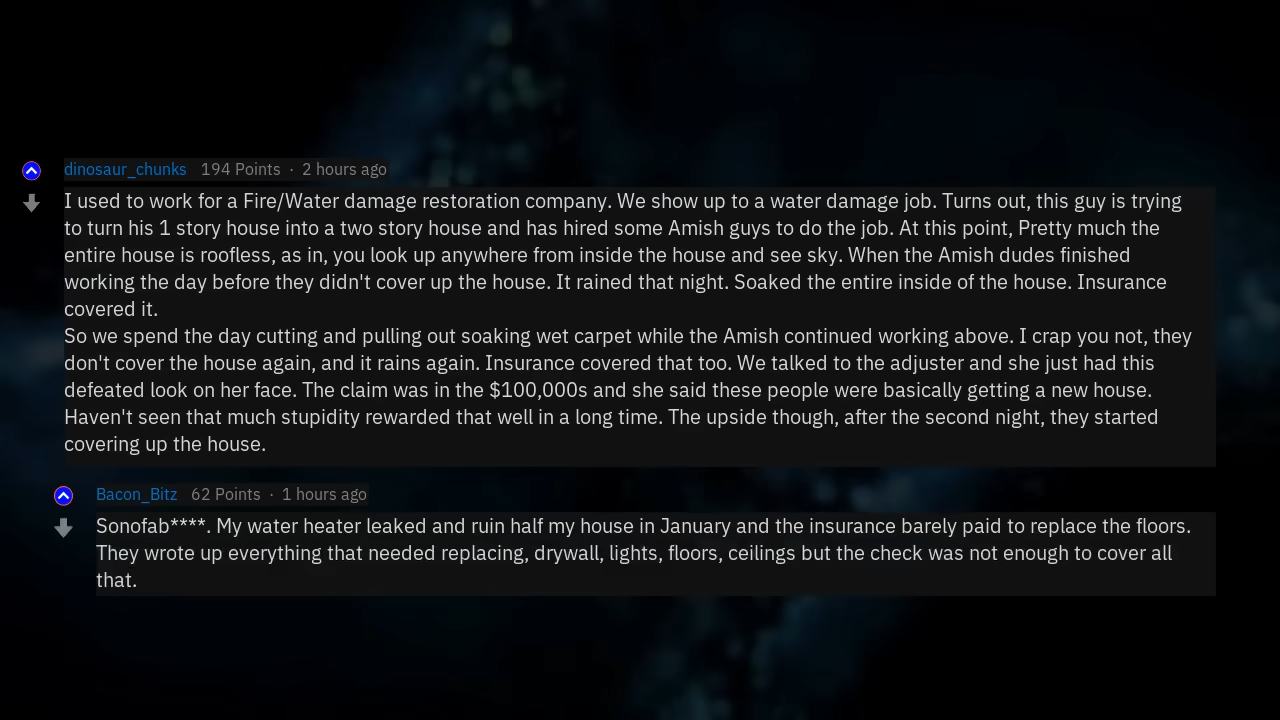 dinosaur_chunks 194 Points · 2 hours ago
I used to work for a Fire/Water damage restoration company. We show up to a water damage job. Turns out, this guy is trying
to turn his 1 story house into a two story house and has hired some Amish guys to do the job. At this point, Pretty much the
entire house is roofless, as in, you look up anywhere from inside the house and see sky. When the Amish dudes finished
working the day before they didn't cover up the house. It rained that night. Soaked the entire inside of the house. Insurance
covered it.
So we spend the day cutting and pulling out soaking wet carpet while the Amish continued working above. I crap you not, they
don't cover the house again, and it rains again. Insurance covered that too. We talked to the adjuster and she just had this
defeated look on her face. The claim was in the $100,000s and she said these people were basically getting a new house.
Haven't seen that much stupidity rewarded that well in a long time. The upside though, after the second night, they started
covering up the house.
Bacon_Bitz 62 Points · 1 hours ago
Sonofab****. My water heater leaked and ruin half my house in January and the insurance barely paid to replace the floors.
They wrote up everything that needed replacing, drywall, lights, floors, ceilings but the check was not enough to cover all
that.